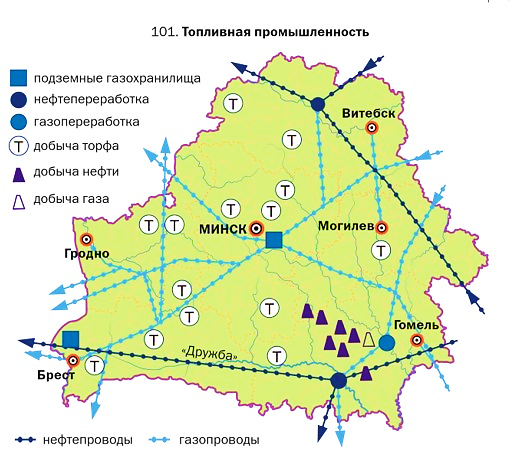 101. Топливная промышленность
подземные газохранилища
нефтепереработка
газопереработка
Т добыча торфа
добыча нефти
добыча газа
Т
Витебск
Т
Т
Т
Т
Т
Т
МИНСК
Могилев
Т
Гродно
Т
Т
Т
Гомель
Т
«Дружба»
Т
Т
Брест
нефтепроводы
газопроводы